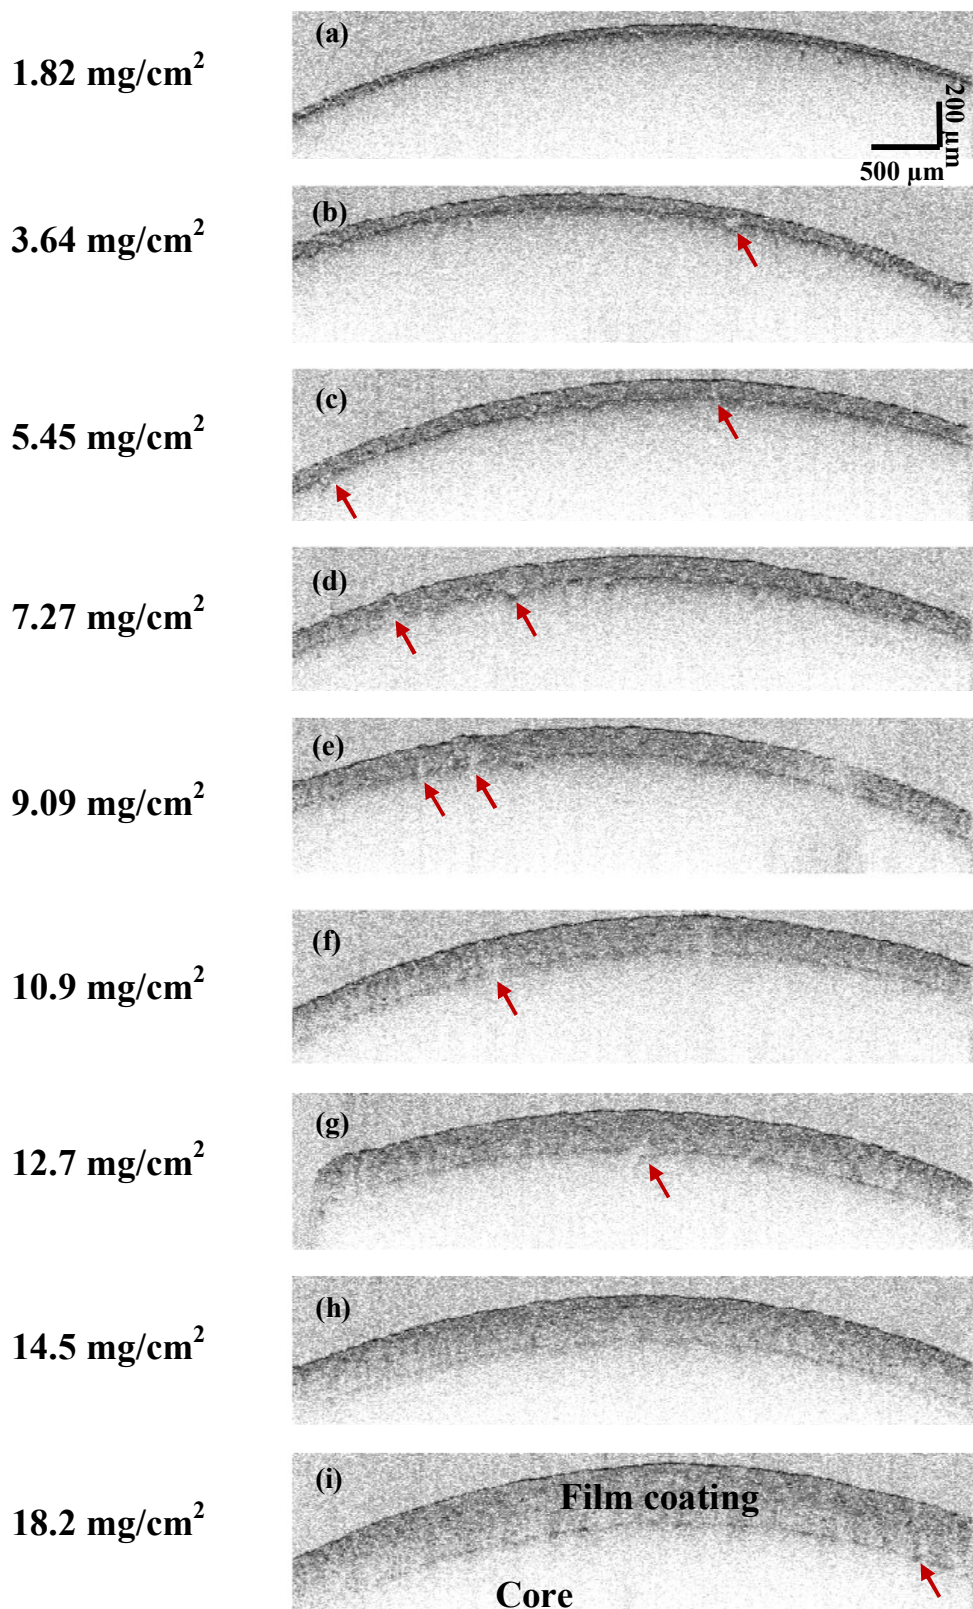 1.82 mg/cm²
(a)
200 µm
500 µm
3.64 mg/cm²
(b)
5.45 mg/cm²
(c)
7.27 mg/cm²
(d)
9.09 mg/cm²
(e)
10.9 mg/cm²
(f)
12.7 mg/cm²
(g)
14.5 mg/cm²
(h)
18.2 mg/cm²
(i)
Film coating
Core